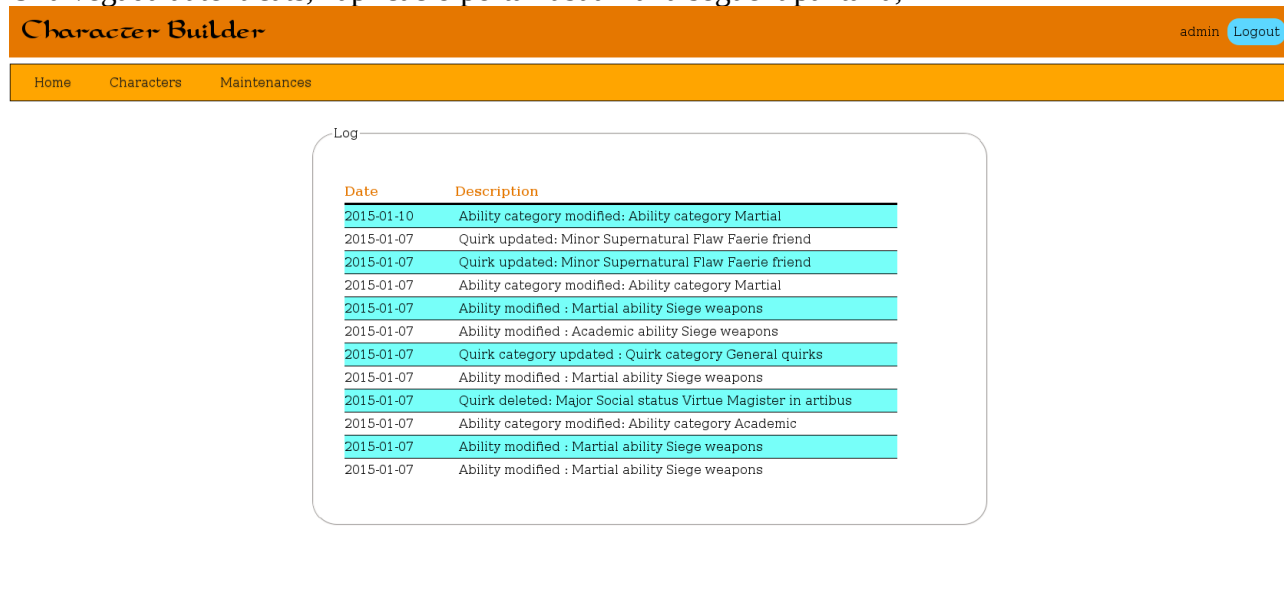 Character Builder
admin Logout
Home Characters Maintenances
Log
Date Description
2015-01-10 Ability category modified: Ability category Martial
2015-01-07 Quirk updated: Minor Supernatural Flaw Faerie friend
2015-01-07 Quirk updated: Minor Supernatural Flaw Faerie friend
2015-01-07 Ability category modified: Ability category Martial
2015-01-07 Ability modified : Martial ability Siege weapons
2015-01-07 Ability modified : Academic ability Siege weapons
2015-01-07 Quirk category updated : Quirk category General quirks
2015-01-07 Ability modified : Martial ability Siege weapons
2015-01-07 Quirk deleted: Major Social status Virtue Magister in artibus
2015-01-07 Ability category modified: Ability category Academic
2015-01-07 Ability modified : Martial ability Siege weapons
2015-01-07 Ability modified : Martial ability Siege weapons